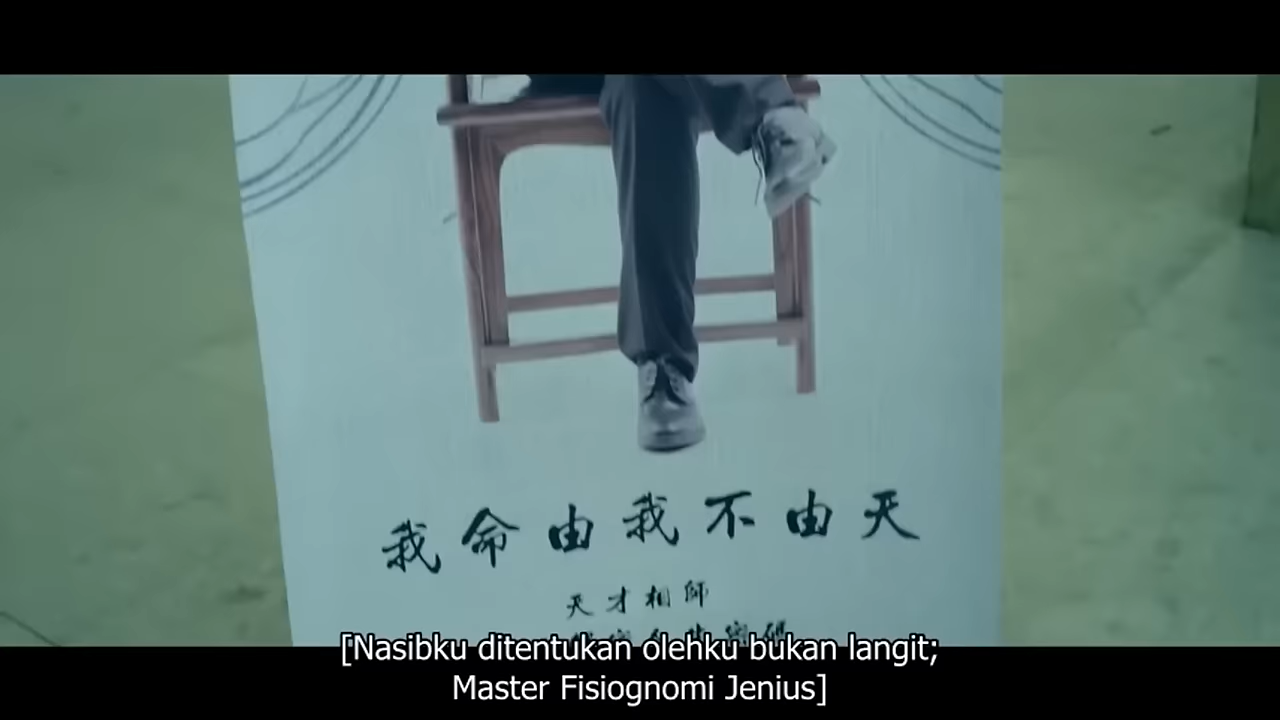 我命由我不由天
天才相師
[Nasibku ditentukan olehku bukan langit;
Master Fisiognomi Jenius]